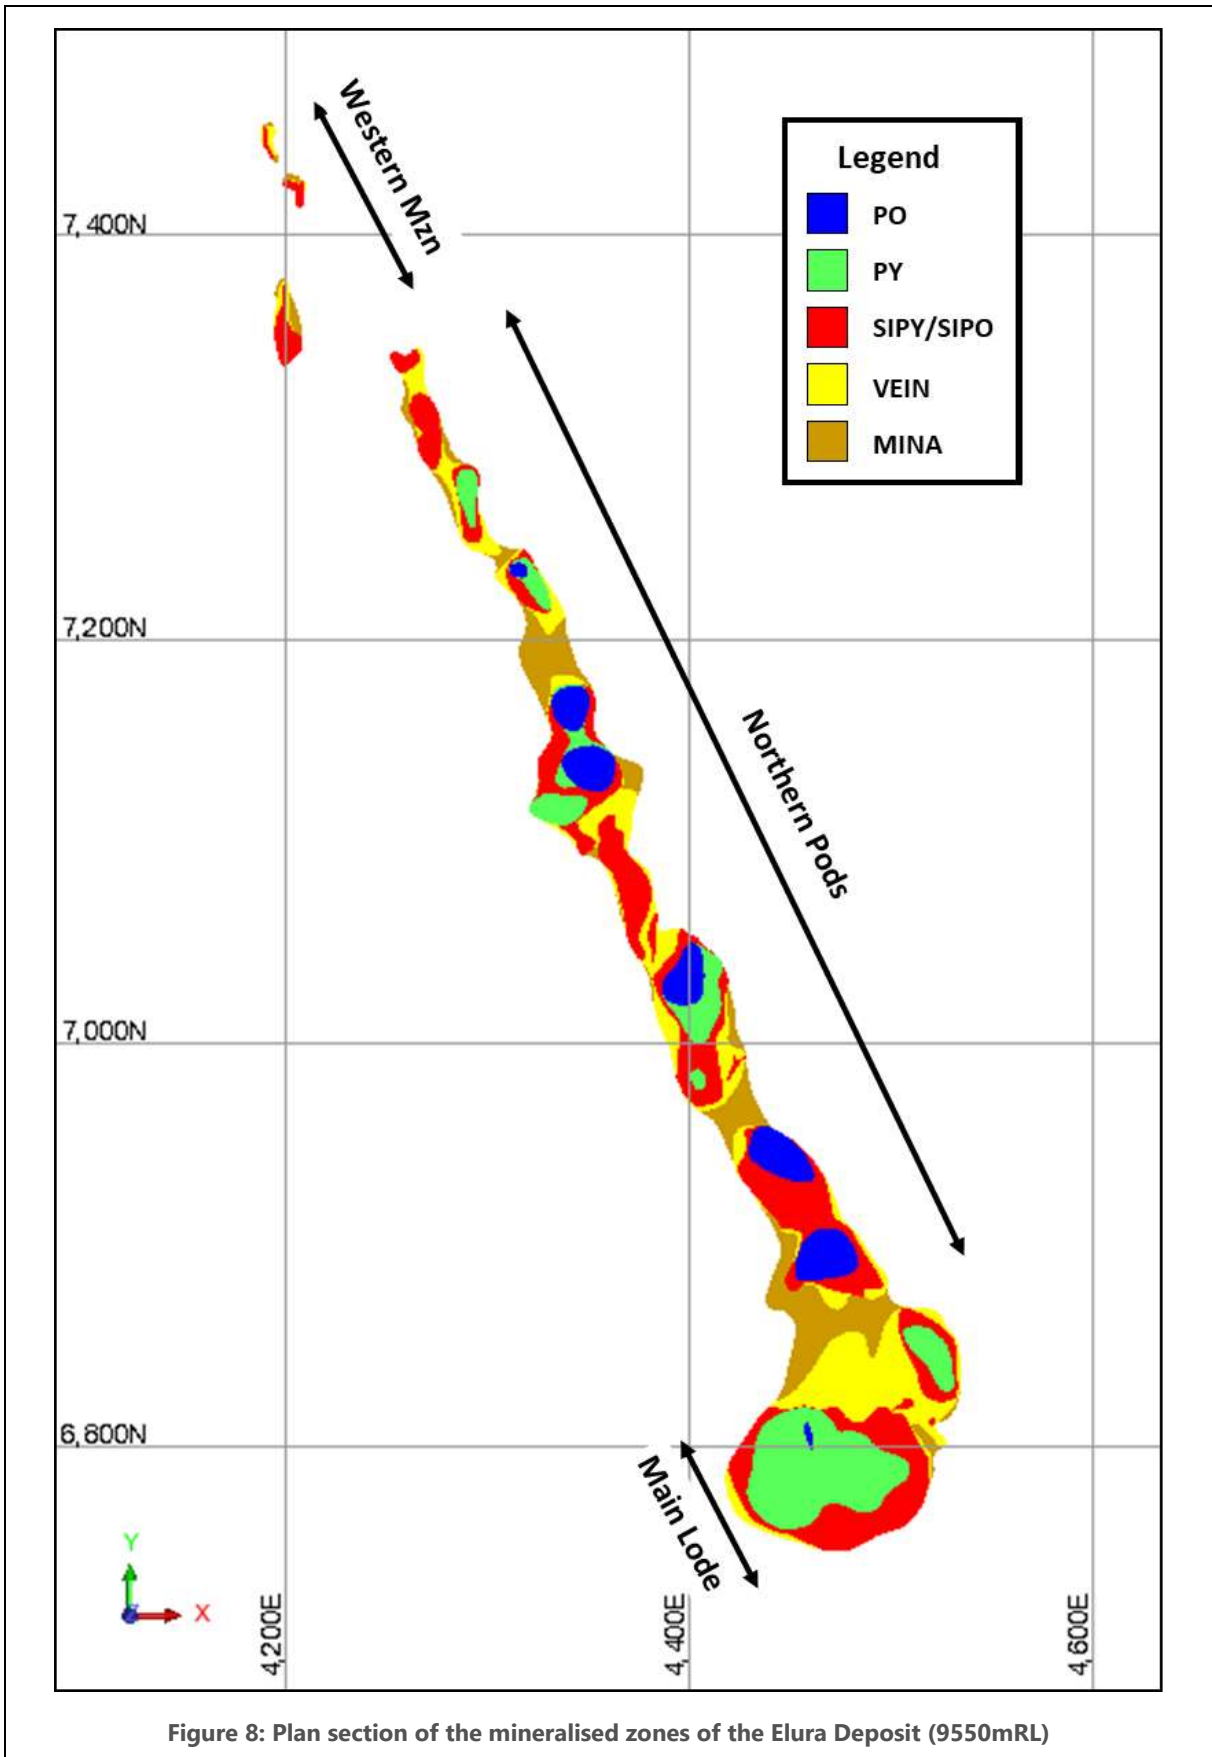 Western Mzn
Legend
PO
PY
SIPY/SIPO
VEIN
MINA
7,400N
7,200N
Northern Pods
7,000N
6,800N
Main Lode
Y
X
Z
4,200E
4,400E
4,600E
Figure 8: Plan section of the mineralised zones of the Elura Deposit (9550mRL)